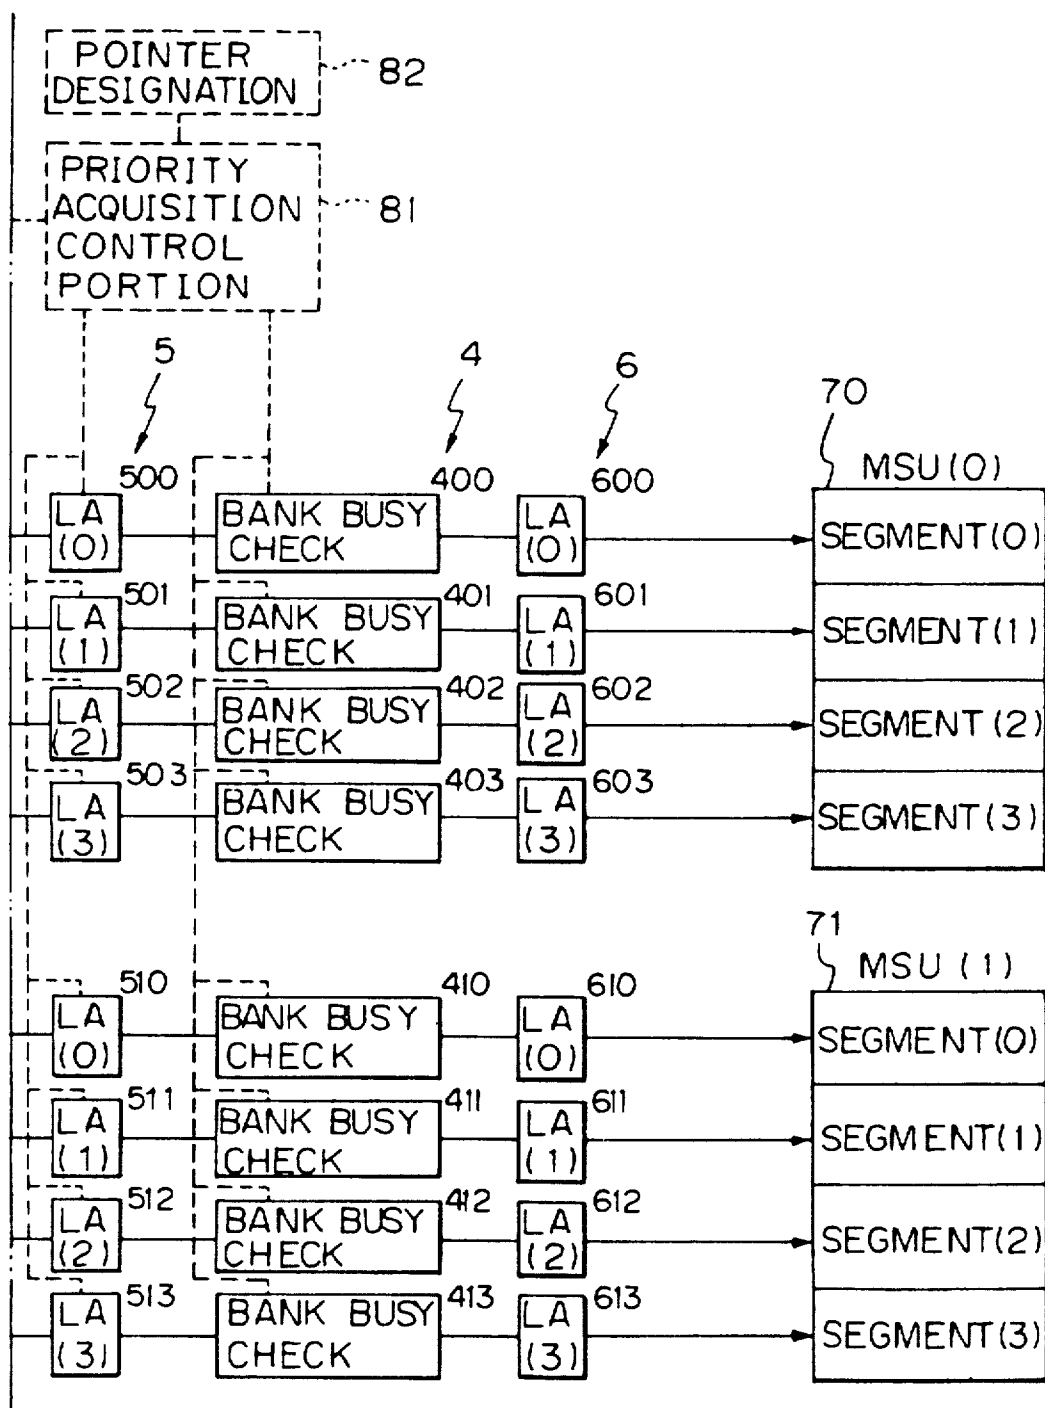 POINTER
DESIGNATION
82
PRIORITY
ACQUISITION
CONTROL
PORTION
81
5
4
6
70
MSU(0)
500
400
600
LA
(0)
BANK BUSY
CHECK
LA
(0)
SEGMENT(0)
501
401
601
LA
(1)
BANK BUSY
CHECK
LA
(1)
SEGMENT(1)
502
402
602
LA
(2)
BANK BUSY
CHECK
LA
(2)
SEGMENT(2)
503
403
603
LA
(3)
BANK BUSY
CHECK
LA
(3)
SEGMENT(3)
71
MSU (1)
510
410
610
LA
(0)
BANK BUSY
CHECK
LA
(0)
SEGMENT(0)
511
411
611
LA
(1)
BANK BUSY
CHECK
LA
(1)
SEGMENT(1)
512
412
612
LA
(2)
BANK BUSY
CHECK
LA
(2)
SEGMENT(2)
513
413
613
LA
(3)
BANK BUSY
CHECK
LA
(3)
SEGMENT(3)